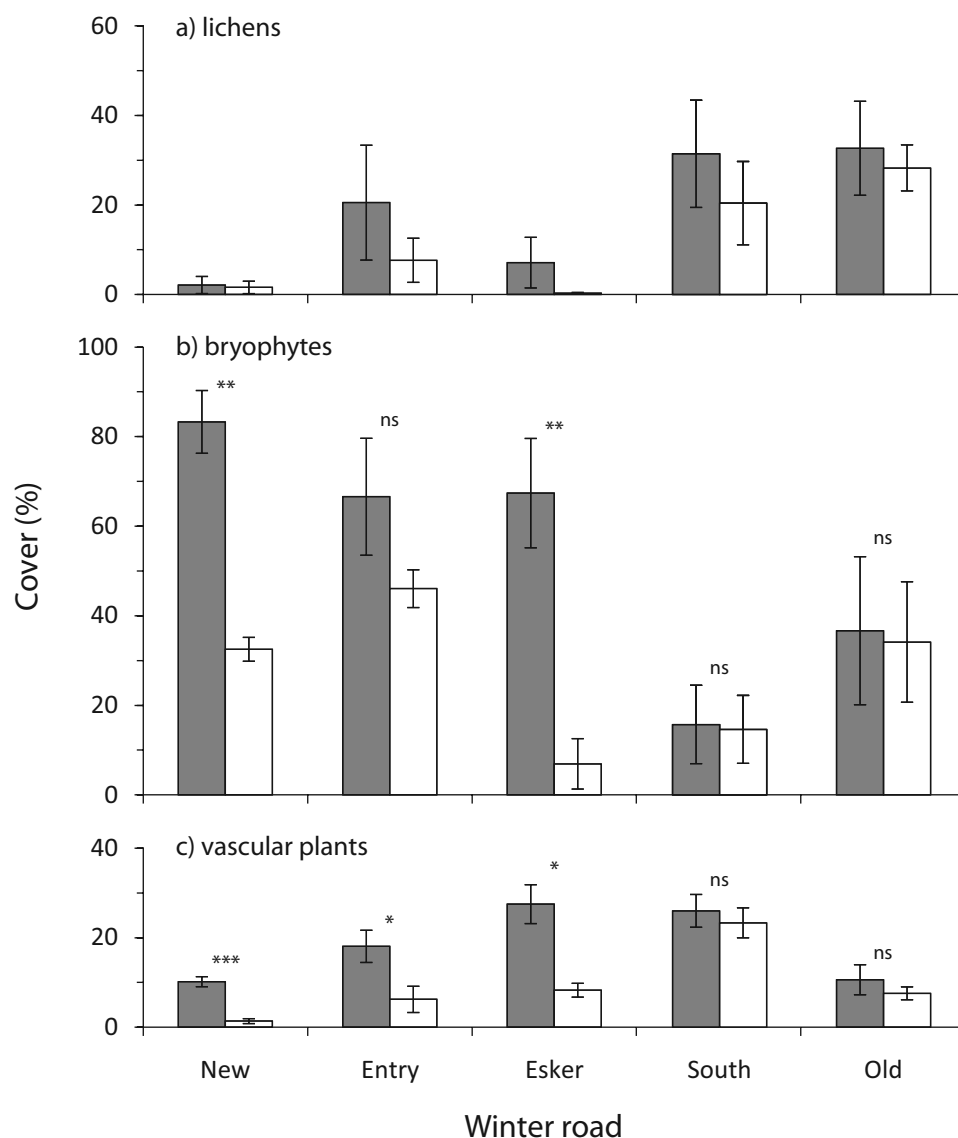 a) lichens
60
40
20
0
b) bryophytes
100
80
60
40
20
0
** ns ** ns ns
Cover (%)
c) vascular plants
40
20
0
*** * * ns ns
New Entry Esker South Old
Winter road